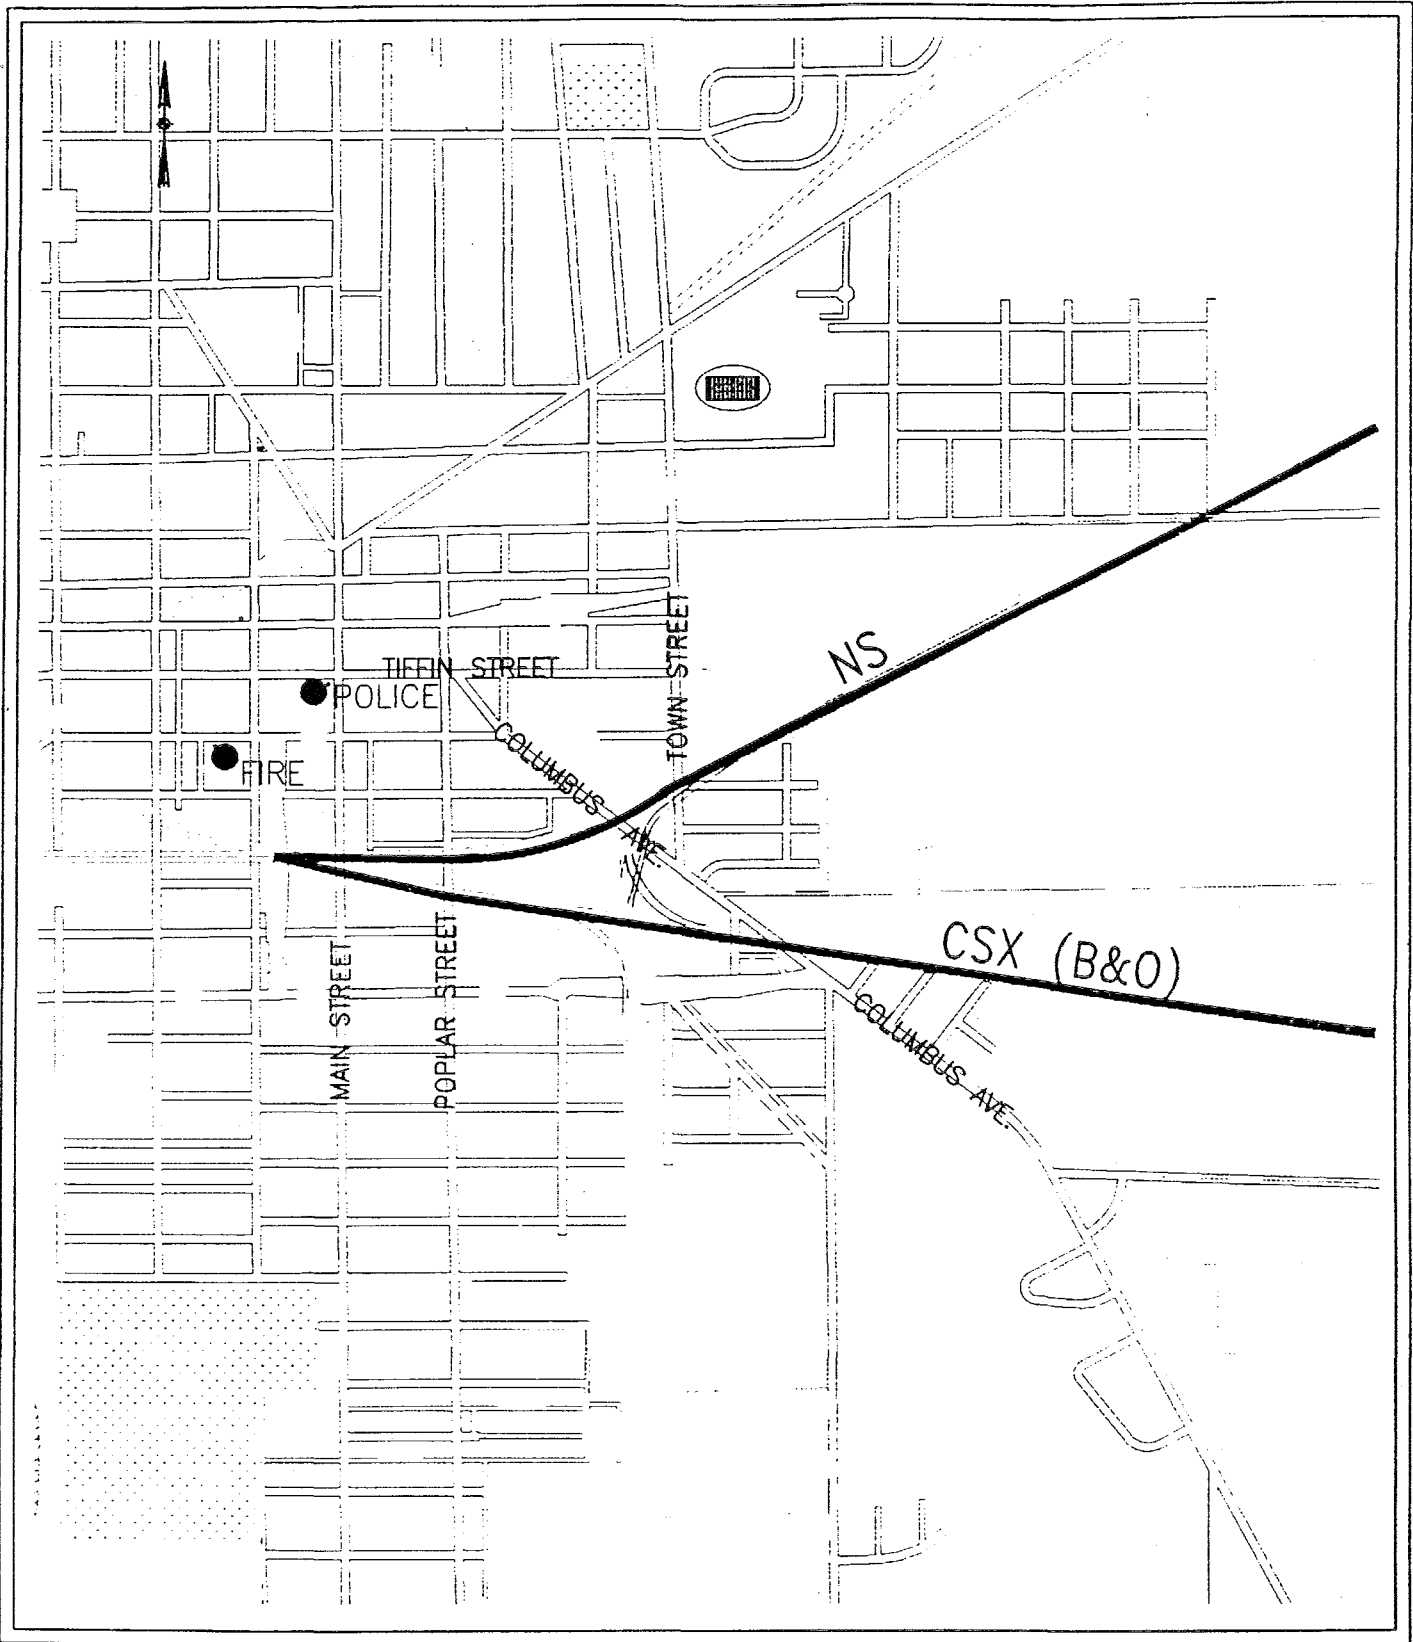 TIFFIN STREET
POLICE
FIRE
COLUMBUS AVE.
TOWN STREET
NS
CSX (B&O)
MAIN STREET
POPLAR STREET
COLUMBUS AVE.